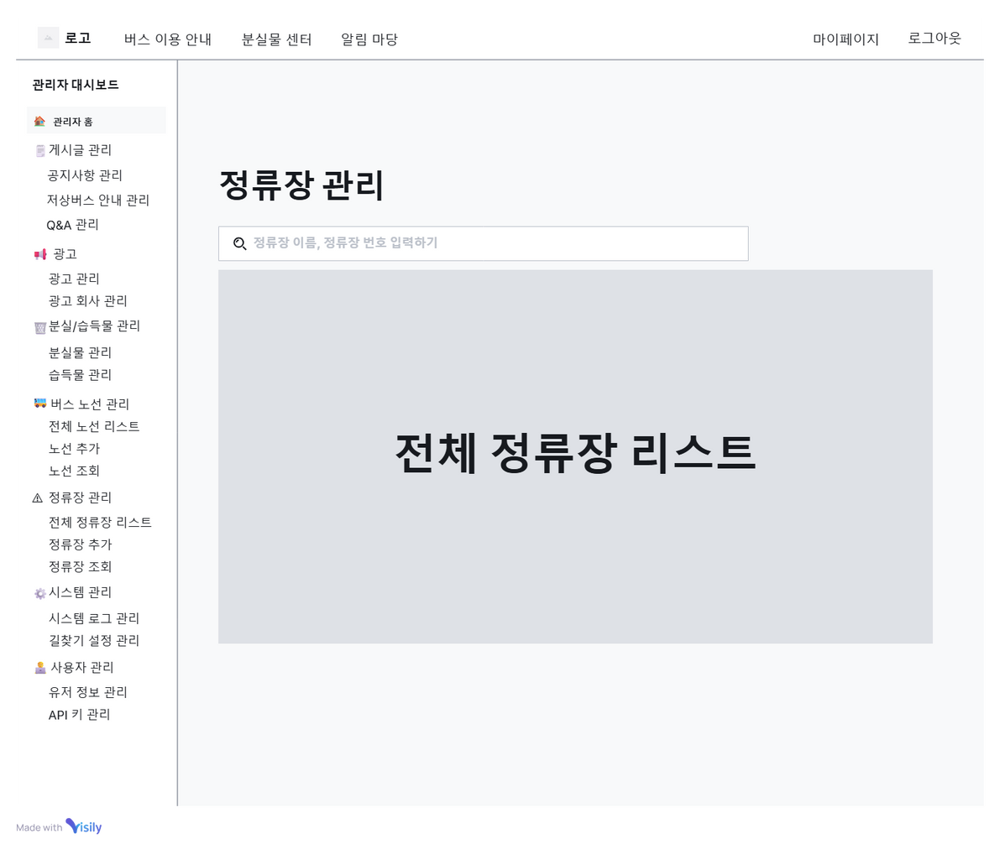 로고 버스 이용 안내 분실물 센터 알림 마당 마이페이지 로그아웃
관리자 대시보드
관리자 홈
게시글 관리
공지사항 관리
저상버스 안내 관리
Q&A 관리
광고
광고 관리
광고 회사 관리
분실/습득물 관리
분실물 관리
습득물 관리
버스 노선 관리
전체 노선 리스트
노선 추가
노선 조회
정류장 관리
전체 정류장 리스트
정류장 추가
정류장 조회
시스템 관리
시스템 로그 관리
길찾기 설정 관리
사용자 관리
유저 정보 관리
API 키 관리
정류장 관리
정류장 이름, 정류장 번호 입력하기
전체 정류장 리스트
Made with Visily